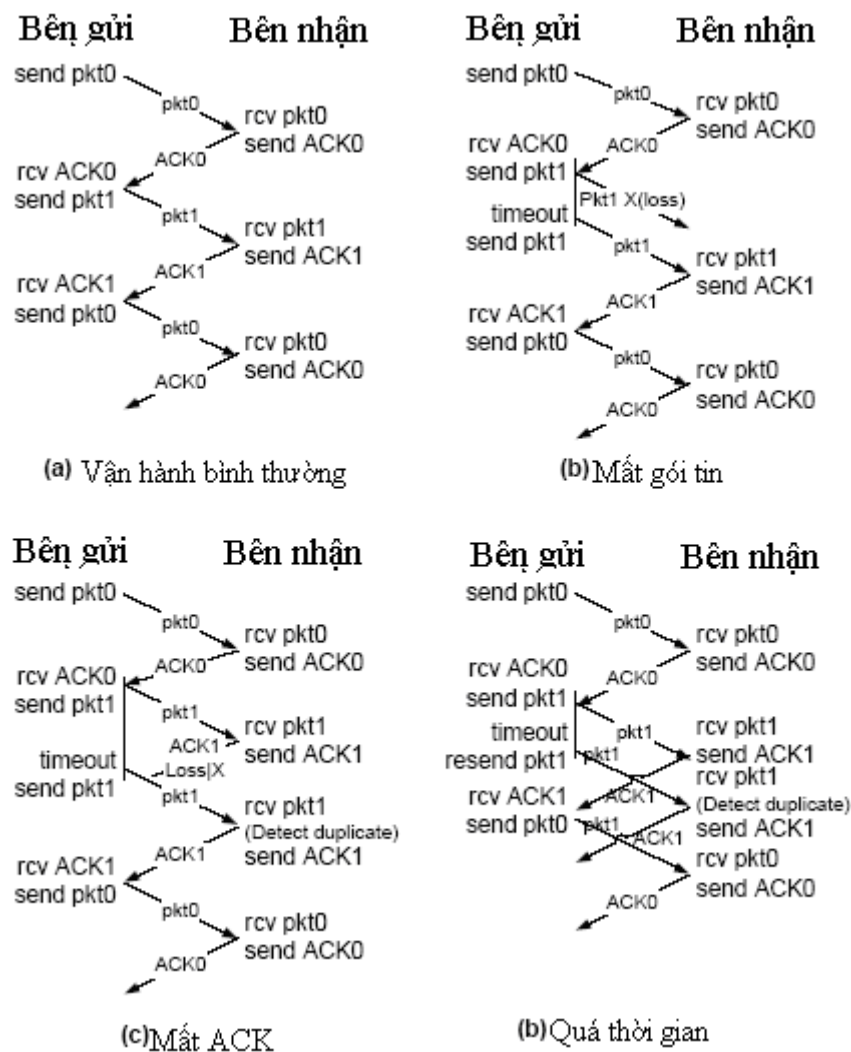 Bên gửi
Bên nhận
send pkt0
pkt0
rcv pkt0
send ACK0
ACK0
rcv ACK0
send pkt1
pkt1
rcv pkt1
send ACK1
ACK1
rcv ACK1
send pkt0
pkt0
rcv pkt0
send ACK0
ACK0
(a) Vận hành bình thường
Bên gửi
Bên nhận
send pkt0
pkt0
rcv pkt0
send ACK0
ACK0
rcv ACK0
send pkt1
Pkt1 X(loss)
timeout
send pkt1
pkt1
rcv pkt1
send ACK1
ACK1
rcv ACK1
send pkt0
pkt0
rcv pkt0
send ACK0
ACK0
(b) Mất gói tin
Bên gửi
Bên nhận
send pkt0
pkt0
rcv pkt0
send ACK0
ACK0
rcv ACK0
send pkt1
pkt1
rcv pkt1
send ACK1
ACK1
Loss|X
timeout
send pkt1
pkt1
rcv pkt1
(Detect duplicate)
send ACK1
ACK1
rcv ACK1
send pkt0
pkt0
rcv pkt0
send ACK0
ACK0
(c) Mất ACK
Bên gửi
Bên nhận
send pkt0
pkt0
rcv pkt0
send ACK0
ACK0
rcv ACK0
send pkt1
pkt1
rcv pkt1
send ACK1
timeout
resend pkt1
pkt1
rcv pkt1
(Detect duplicate)
send ACK1
ACK1
rcv ACK1
send pkt0
pkt1
ACK1
rcv pkt0
send ACK0
ACK0
(b) Quá thời gian